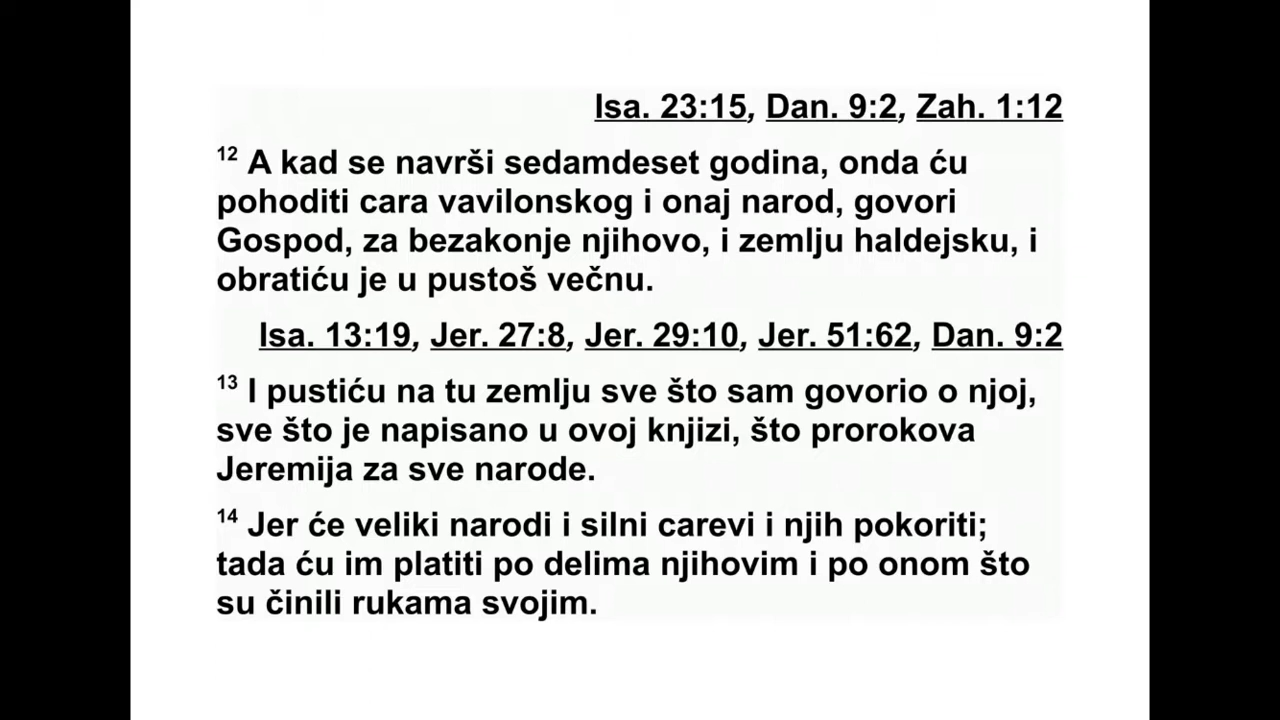 Isa. 23:15, Dan. 9:2, Zah. 1:12
12 A kad se navrši sedamdeset godina, onda ću
pohoditi cara vavilonskog i onaj narod, govori
Gospod, za bezakonje njihovo, i zemlju haldejsku, i
obratiću je u pustoš večnu.
Isa. 13:19, Jer. 27:8, Jer. 29:10, Jer. 51:62, Dan. 9:2
13 I pustiću na tu zemlju sve što sam govorio o njoj,
sve što je napisano u ovoj knjizi, što prorokova
Jeremija za sve narode.
14 Jer će veliki narodi i silni carevi i njih pokoriti;
tada ću im platiti po delima njihovim i po onom što
su činili rukama svojim.